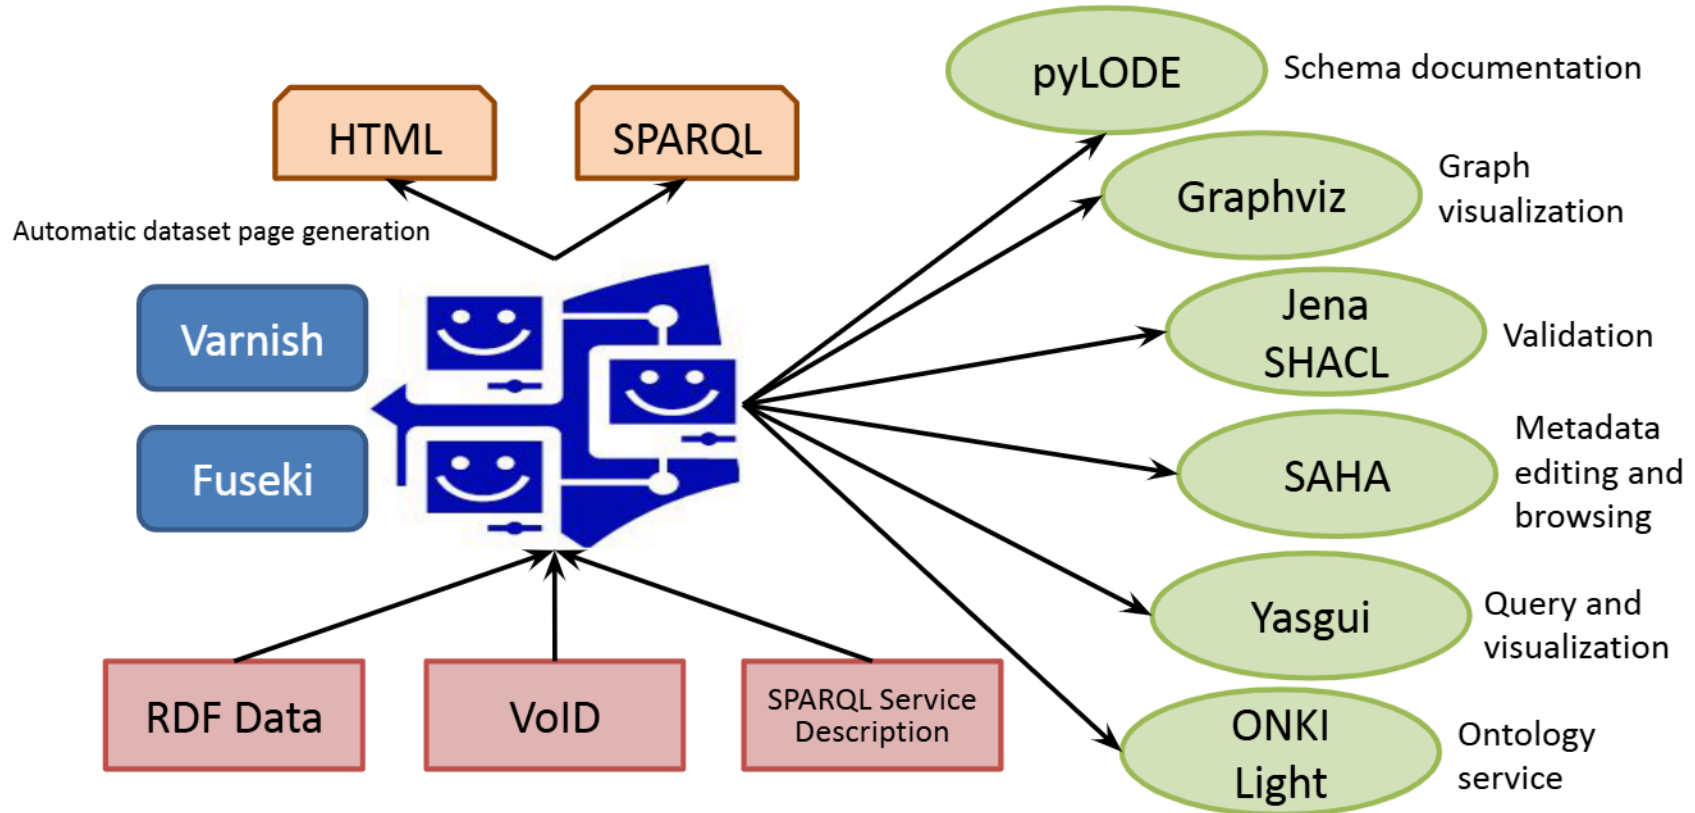 pyLODE
Schema documentation
HTML
SPARQL
Graphviz
Graph
visualization
Automatic dataset page generation
Varnish
Jena
SHACL
Validation
Fuseki
SAHA
Metadata
editing and
browsing
Yasgui
Query and
visualization
RDF Data
VoID
SPARQL Service
Description
ONKI
Light
Ontology
service